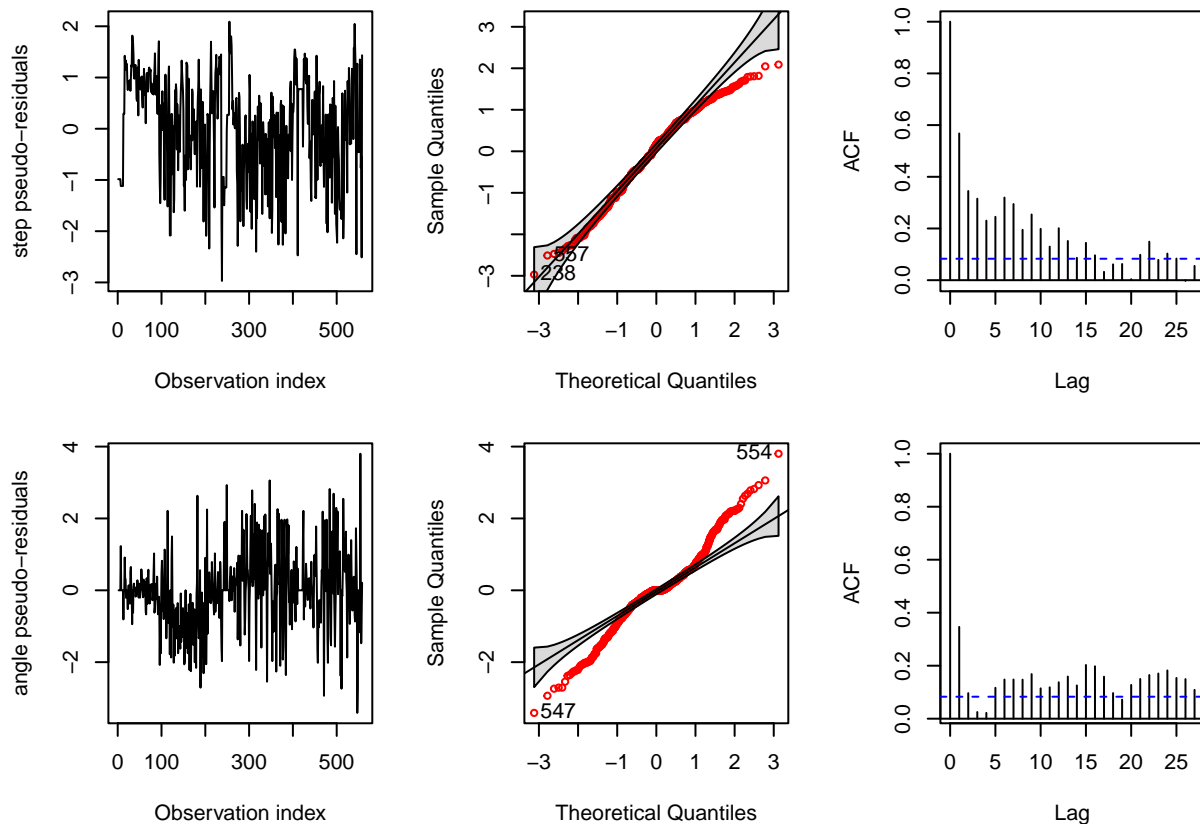 step pseudo−residuals
2
1
0
−1
−2
−3
0 100 300 500
Observation index
Sample Quantiles
3
2
1
0
−1
−3
557
238
−3 −1 0 1 2 3
Theoretical Quantiles
ACF
1.0
0.8
0.6
0.4
0.2
0.0
0 5 10 15 20 25
Lag
angle pseudo−residuals
4
2
0
−2
0 100 300 500
Observation index
Sample Quantiles
4
2
0
−2
554
547
−3 −1 0 1 2 3
Theoretical Quantiles
ACF
1.0
0.8
0.6
0.4
0.2
0.0
0 5 10 15 20 25
Lag